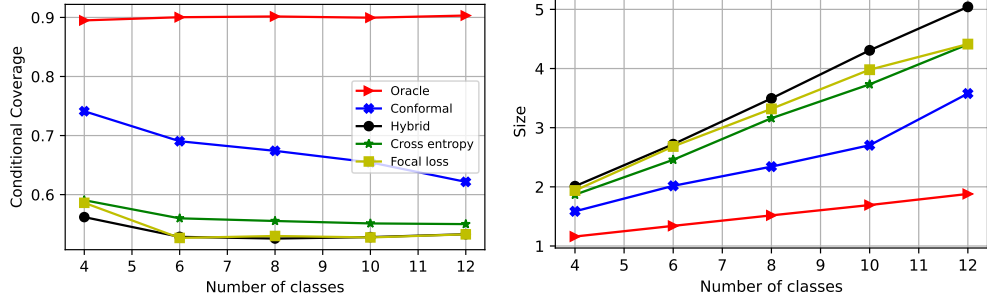 Conditional Coverage
0.9
0.8
0.7
0.6
Oracle
Conformal
Hybrid
Cross entropy
Focal loss
4 5 6 7 8 9 10 11 12
Number of classes
Size
5
4
3
2
1
4 5 6 7 8 9 10 11 12
Number of classes